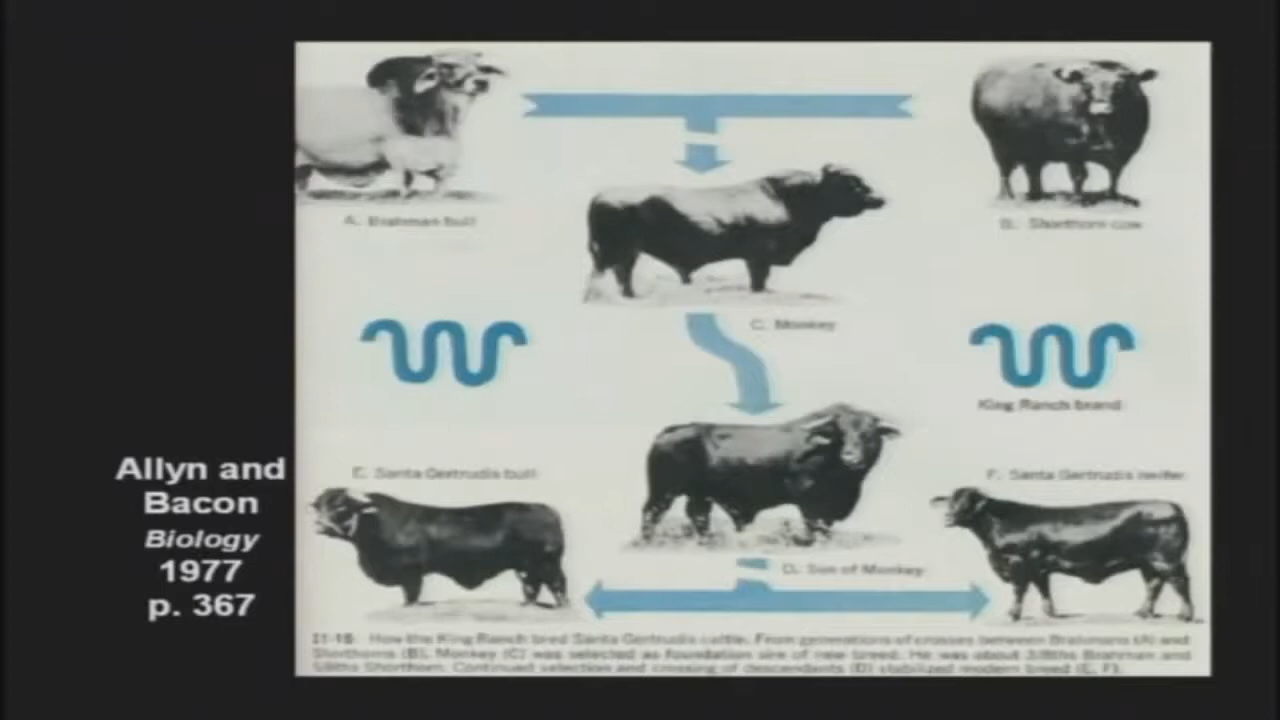 A. Brahman bull
B. Shorthorn cow
C. Monkey
King Ranch brand
Allyn and
Bacon
Biology
1977
p. 367
E. Santa Gertrudis bull
F. Santa Gertrudis heifer
D. Son of Monkey
11-18 How the King Ranch bred Santa Gertrudis cattle. From generations of crosses between Brahmans (A) and
Shorthorns (B), Monkey (C) was selected as foundation sire of new breed. He was about 3/8ths Brahman and
5/8ths Shorthorn. Continued selection and crossing of descendants (D) stabilized modern breed (E, F).